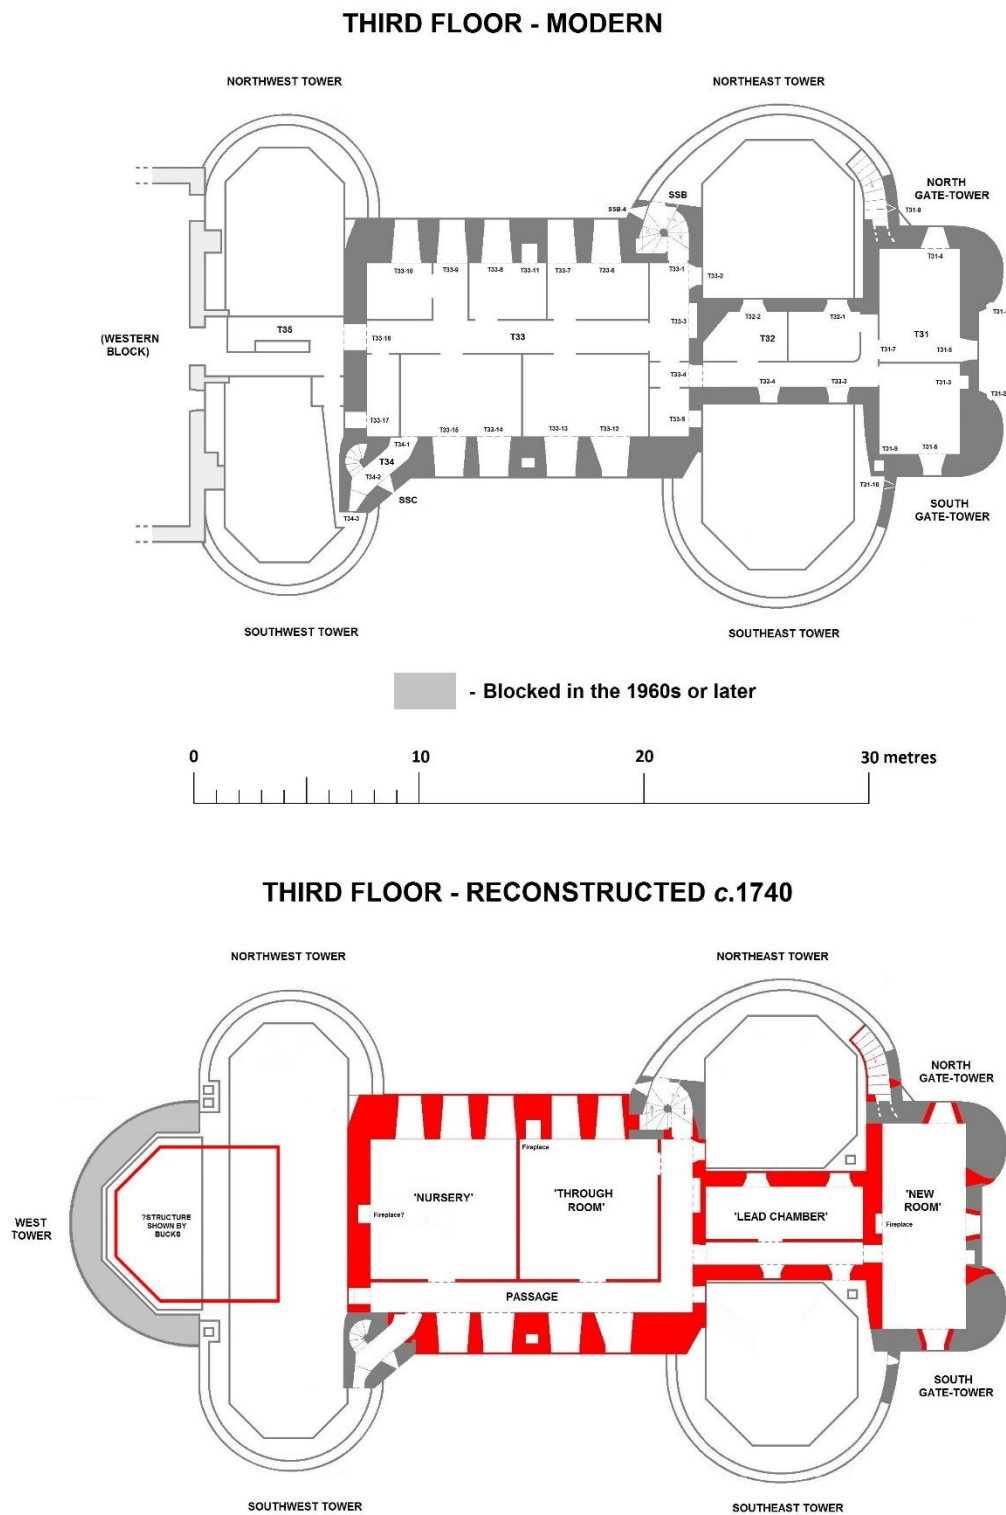 THIRD FLOOR - MODERN
NORTHWEST TOWER
NORTHEAST TOWER
SSB
SSB-4
NORTH
GATE-TOWER
T31-8
T31-4
T33-10
T33-9
T33-8
T33-11
T33-7
T33-6
T33-1
T33-2
T31-
T33-3
T32-2
T32-1
(WESTERN
BLOCK)
T35
T33-16
T33
T32
T31
T31-7
T31-5
T33-4
T33-4
T33-3
T31-3
T31-2
T33-17
T33-5
T34-1
T33-15
T33-14
T33-13
T33-12
T31-9
T31-6
T34
T34-2
SSC
T31-10
T34-3
SOUTH
GATE-TOWER
SOUTHWEST TOWER
SOUTHEAST TOWER
- Blocked in the 1960s or later
0 10 20 30 metres
THIRD FLOOR - RECONSTRUCTED c.1740
NORTHWEST TOWER
NORTHEAST TOWER
NORTH
GATE-TOWER
Fireplace
'NURSERY'
'THROUGH
ROOM'
'NEW
ROOM'
WEST
TOWER
?STRUCTURE
SHOWN BY
BUCKS
Fireplace?
'LEAD CHAMBER'
Fireplace
PASSAGE
SOUTH
GATE-TOWER
SOUTHWEST TOWER
SOUTHEAST TOWER